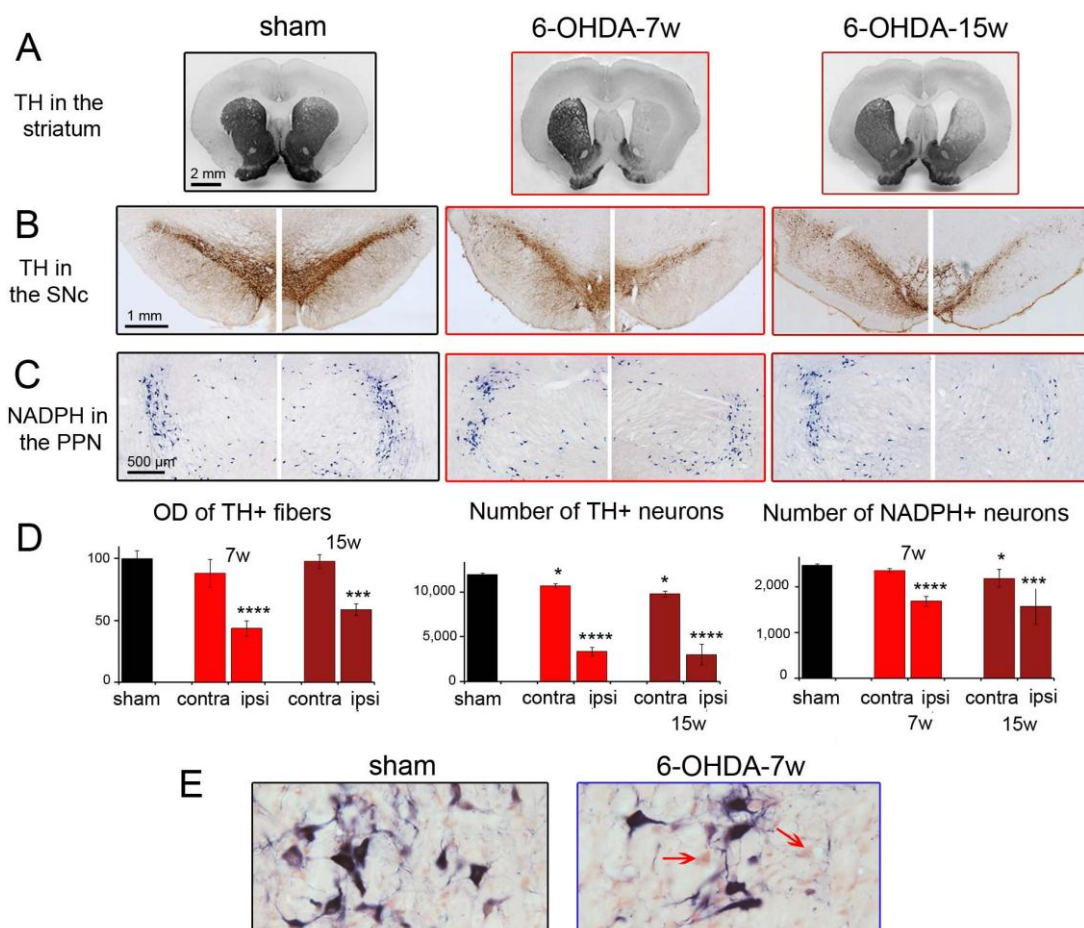 sham 6-OHDA-7w 6-OHDA-15w
A
TH in the
striatum
2 mm
B
TH in
the SNc
1 mm
C
NADPH in
the PPN
500 µm
D
OD of TH+ fibers
100
50
0
7w
15w
****
***
sham contra ipsi contra ipsi
Number of TH+ neurons
10,000
5,000
0
*
****
*
****
sham contra ipsi contra ipsi
15w
Number of NADPH+ neurons
2,000
1,000
0
7w
****
*
***
sham contra ipsi contra ipsi
7w 15w
E
sham 6-OHDA-7w